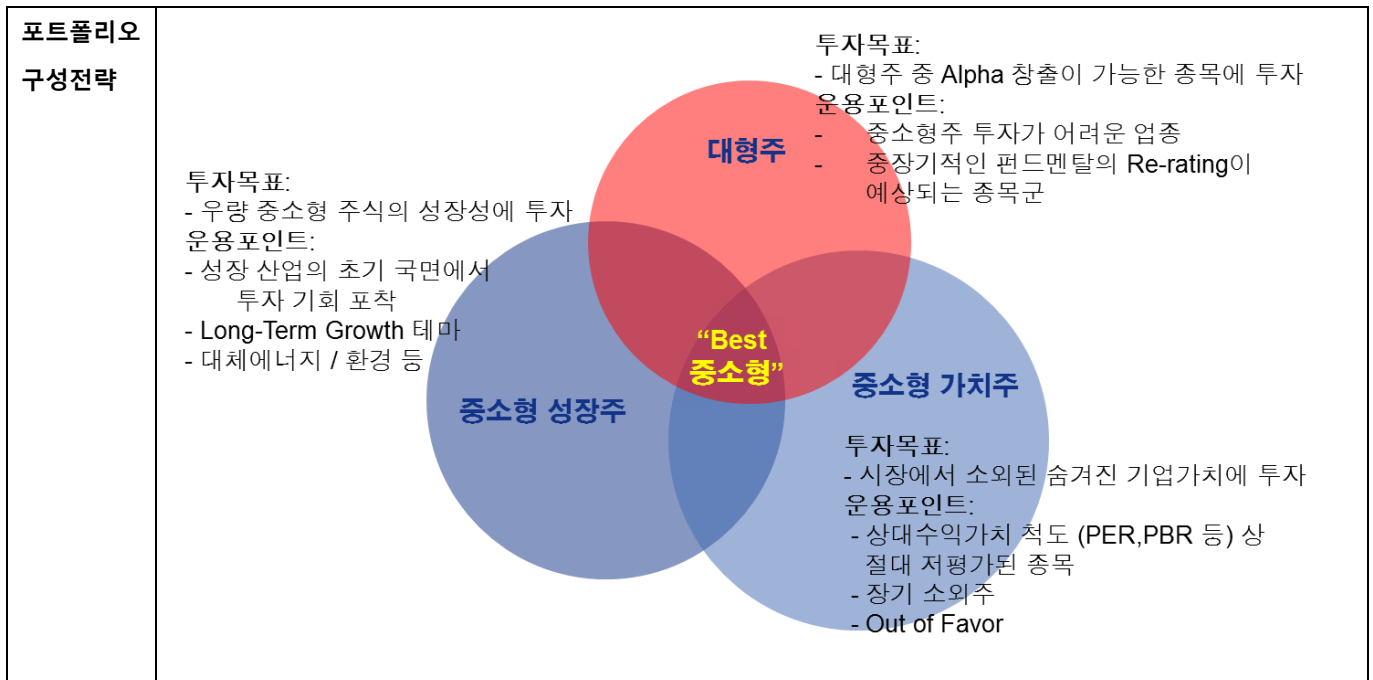 포트폴리오
구성전략
투자목표:
- 대형주 중 Alpha 창출이 가능한 종목에 투자
운용포인트:
- 중소형주 투자가 어려운 업종
- 중장기적인 펀드멘탈의 Re-rating이
예상되는 종목군
대형주
투자목표:
- 우량 중소형 주식의 성장성에 투자
운용포인트:
- 성장 산업의 초기 국면에서
투자 기회 포착
- Long-Term Growth 테마
- 대체에너지 / 환경 등
중소형 성장주
“Best
중소형”
중소형 가치주
투자목표:
- 시장에서 소외된 숨겨진 기업가치에 투자
운용포인트:
- 상대수익가치 척도 (PER,PBR 등) 상
절대 저평가된 종목
- 장기 소외주
- Out of Favor